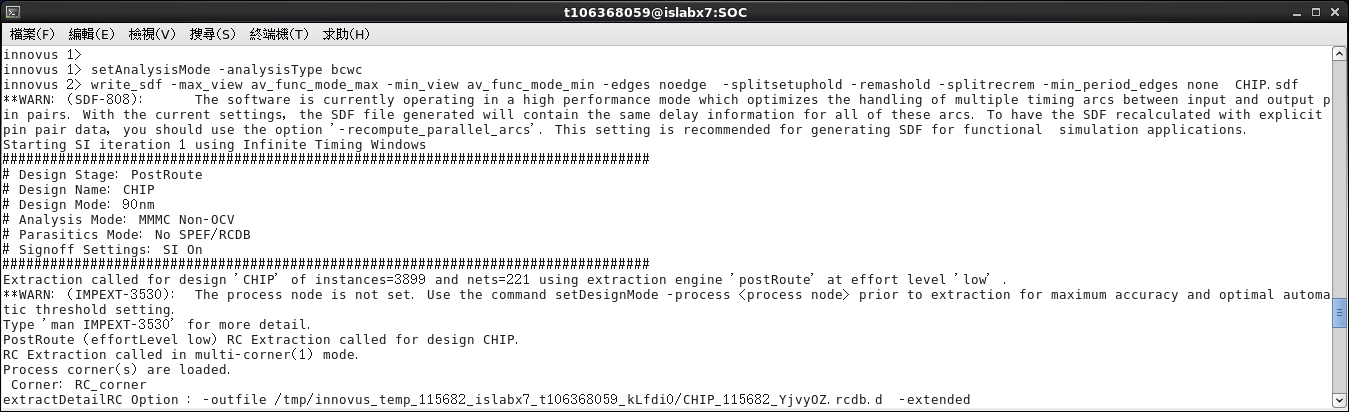 t106368059@islabx7:SOC
檔案(F) 編輯(E) 檢視(V) 搜尋(S) 終端機(T) 求助(H)
innovus 1>
innovus 1> setAnalysisMode -analysisType bcwc
innovus 2> write_sdf -max_view av_func_mode_max -min_view av_func_mode_min -edges noedge  -splitsetuphold -remashold -splitrecrem -min_period_edges none  CHIP.sdf
**WARN: (SDF-808):      The software is currently operating in a high performance mode which optimizes the handling of multiple timing arcs between input and output p
in pairs. With the current settings, the SDF file generated will contain the same delay information for all of these arcs. To have the SDF recalculated with explicit
pin pair data, you should use the option '-recompute_parallel_arcs'. This setting is recommended for generating SDF for functional  simulation applications.
Starting SI iteration 1 using Infinite Timing Windows
#################################################################################
# Design Stage: PostRoute
# Design Name: CHIP
# Design Mode: 90nm
# Analysis Mode: MMMC Non-OCV
# Parasitics Mode: No SPEF/RCDB
# Signoff Settings: SI On
#################################################################################
Extraction called for design 'CHIP' of instances=3899 and nets=221 using extraction engine 'postRoute' at effort level 'low' .
**WARN: (IMPEXT-3530):  The process node is not set. Use the command setDesignMode -process <process node> prior to extraction for maximum accuracy and optimal automa
tic threshold setting.
Type 'man IMPEXT-3530' for more detail.
PostRoute (effortLevel low) RC Extraction called for design CHIP.
RC Extraction called in multi-corner(1) mode.
Process corner(s) are loaded.
 Corner: RC_corner
extractDetailRC Option : -outfile /tmp/innovus_temp_115682_islabx7_t106368059_kLfdi0/CHIP_115682_YjvyOZ.rcdb.d  -extended